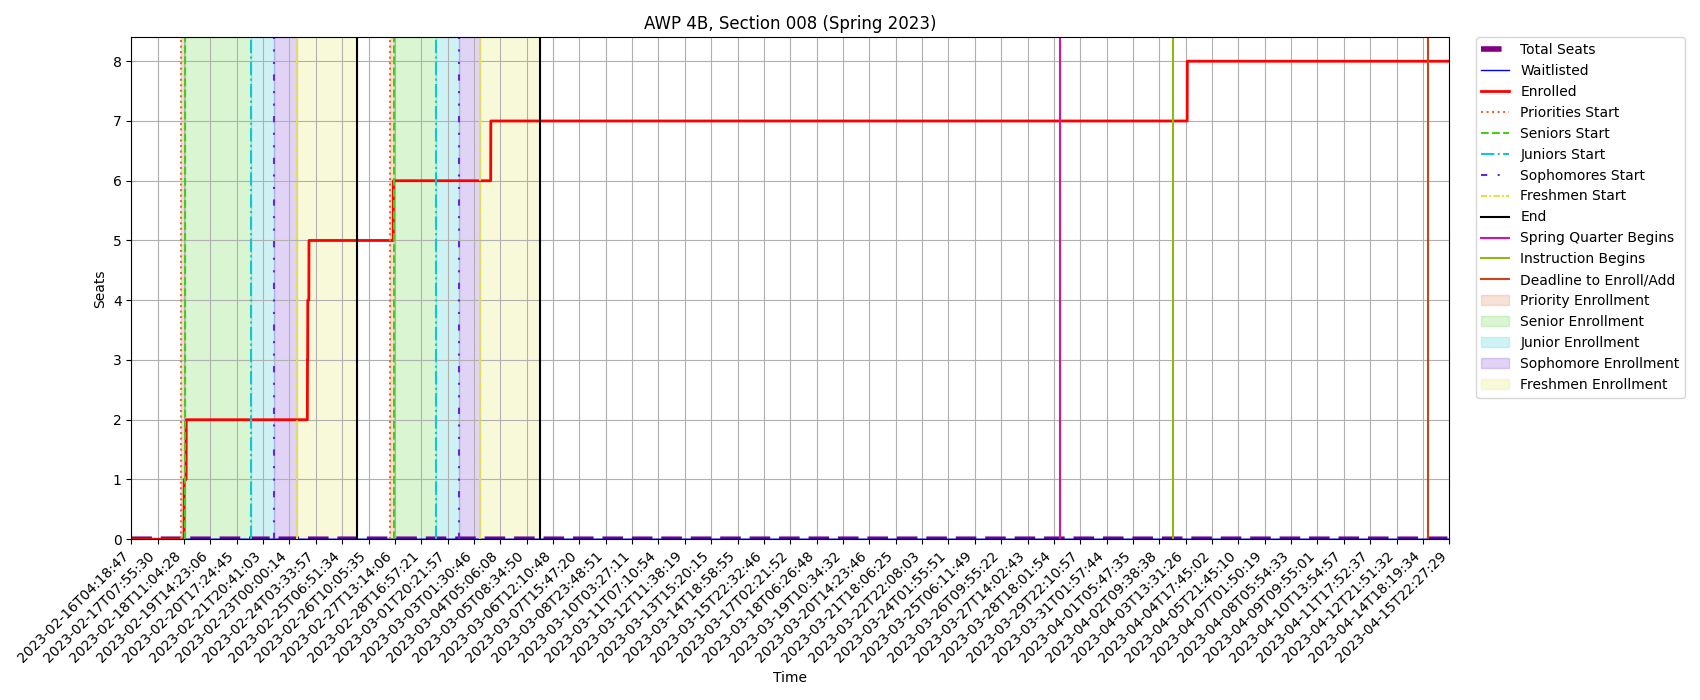 AWP 4B, Section 008 (Spring 2023)
Seats
8
7
6
5
4
3
2
1
0
2023-02-16T04:18:47
2023-02-17T07:55:30
2023-02-18T11:04:28
2023-02-19T14:23:06
2023-02-20T17:24:45
2023-02-21T20:41:03
2023-02-23T00:00:14
2023-02-24T03:33:57
2023-02-25T06:51:34
2023-02-26T10:05:35
2023-02-27T13:14:06
2023-02-28T16:57:21
2023-03-01T20:21:57
2023-03-03T01:30:46
2023-03-04T05:06:08
2023-03-05T08:34:50
2023-03-06T12:10:48
2023-03-07T15:47:20
2023-03-08T23:48:51
2023-03-10T03:27:11
2023-03-11T07:10:54
2023-03-12T11:38:19
2023-03-13T15:20:15
2023-03-14T18:58:55
2023-03-15T22:32:46
2023-03-17T02:21:52
2023-03-18T06:26:48
2023-03-19T10:34:32
2023-03-20T14:23:46
2023-03-21T18:06:25
2023-03-22T22:08:03
2023-03-24T01:55:51
2023-03-25T06:11:49
2023-03-26T09:55:22
2023-03-27T14:02:43
2023-03-28T18:01:54
2023-03-29T22:10:57
2023-03-31T01:57:44
2023-04-01T05:47:35
2023-04-02T09:38:38
2023-04-03T13:31:26
2023-04-04T17:45:02
2023-04-05T21:45:10
2023-04-07T01:50:19
2023-04-08T05:54:33
2023-04-09T09:55:01
2023-04-10T13:54:57
2023-04-11T17:52:37
2023-04-12T21:51:32
2023-04-14T18:19:34
2023-04-15T22:27:29
Time
Total Seats
Waitlisted
Enrolled
Priorities Start
Seniors Start
Juniors Start
Sophomores Start
Freshmen Start
End
Spring Quarter Begins
Instruction Begins
Deadline to Enroll/Add
Priority Enrollment
Senior Enrollment
Junior Enrollment
Sophomore Enrollment
Freshmen Enrollment